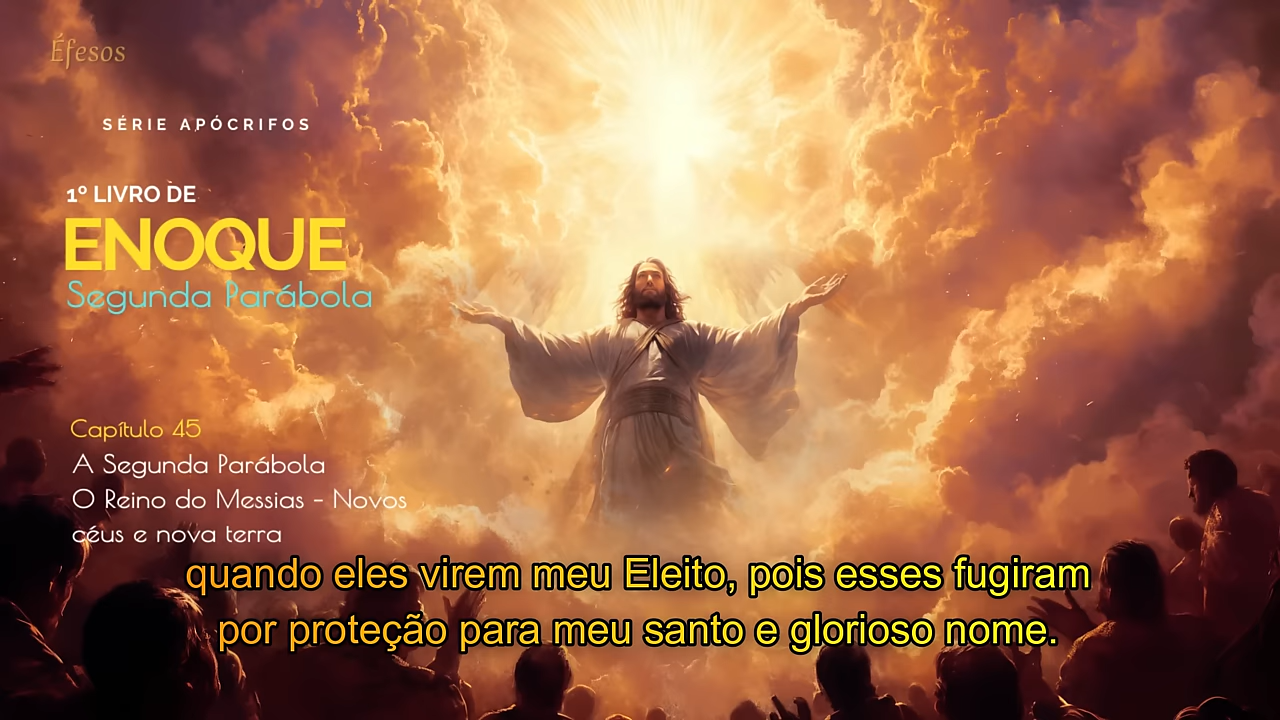 Éfesos
SÉRIE APÓCRIFOS
1º LIVRO DE
ENOQUE
Segunda Parábola
Capítulo 45
A Segunda Parábola
O Reino do Messias - Novos
céus e nova terra
quando eles virem meu Eleito, pois esses fugiram
por proteção para meu santo e glorioso nome.